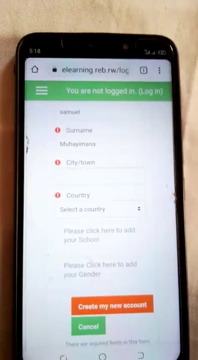 5:18
elearning.reb.rw/log
You are not logged in. (Log in)
samuel
Surname
Muhayimana
City/town
Country
Select a country
Please click here to add
your School
Please Click here to add
your Gender
Create my new account
Cancel
There are required fields in this form